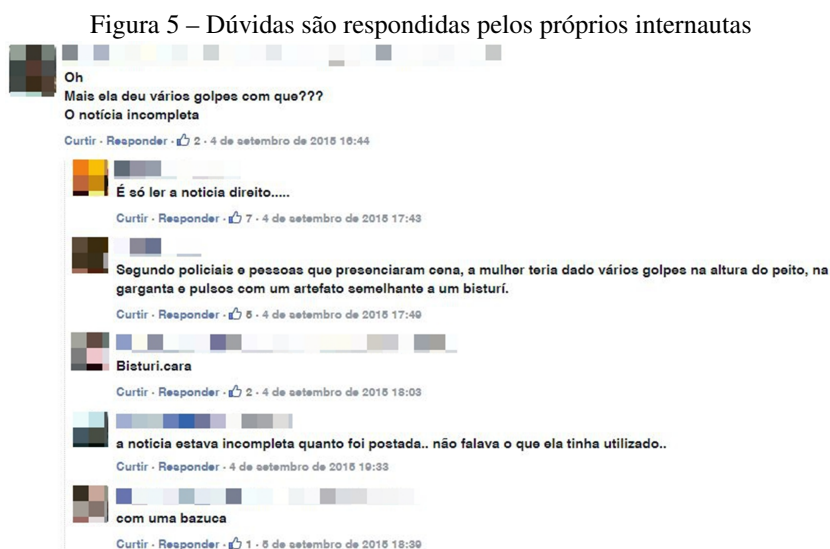 Figura 5 – Dúvidas são respondidas pelos próprios internautas
Oh
Mais ela deu vários golpes com que???
O notícia incompleta
Curtir · Responder · 2 · 4 de setembro de 2015 16:44
É só ler a noticia direito.....
Curtir · Responder · 7 · 4 de setembro de 2015 17:43
Segundo policiais e pessoas que presenciaram cena, a mulher teria dado vários golpes na altura do peito, na
garganta e pulsos com um artefato semelhante a um bisturí.
Curtir · Responder · 5 · 4 de setembro de 2015 17:49
Bisturi.cara
Curtir · Responder · 2 · 4 de setembro de 2015 18:03
a noticia estava incompleta quanto foi postada.. não falava o que ela tinha utilizado..
Curtir · Responder · 4 de setembro de 2015 19:33
com uma bazuca
Curtir · Responder · 1 · 5 de setembro de 2015 18:39